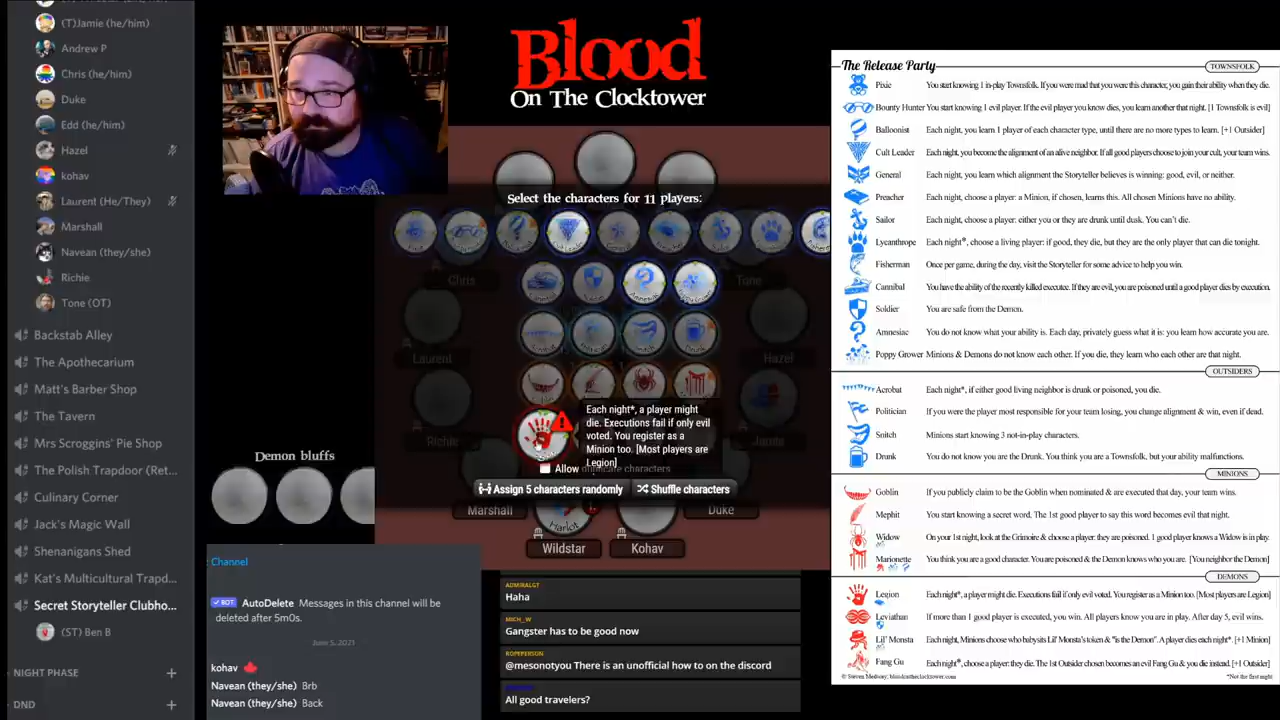 (T)Jamie (he/him)
Andrew P
Chris (he/him)
Duke
Edd (he/him)
Hazel
kohav
Laurent (He/They)
Marshall
Navean (they/she)
Richie
Tone (OT)
Backstab Alley
The Apothecarium
Matt's Barber Shop
The Tavern
Mrs Scroggins' Pie Shop
The Polish Trapdoor (Ret...
Culinary Corner
Jack's Magic Wall
Shenanigans Shed
Kat's Multicultural Trapd...
Secret Storyteller Clubho...
(ST) Ben B
NIGHT PHASE
DND
Blood
On The Clocktower
Select the characters for 11 players:
Chris
Tone
Laurent
Hazel
Richie
Jamie
Marshall
Duke
Wildstar
Kohav
Harlot
Each night*, a player might
die. Executions fail if only evil
voted. You register as a
Minion too. [Most players are
Legion]
Allow duplicate characters
Assign 5 characters randomly
Shuffle characters
Demon bluffs
Channel
BOT AutoDelete Messages in this channel will be
deleted after 5m0s.
June 5, 2021
kohav
Navean (they/she) Brb
Navean (they/she) Back
ADMIRALGT
Haha
MICH_W
Gangster has to be good now
ROPEPERSON
@mesonotyou There is an unofficial how to on the discord
All good travelers?
The Release Party
TOWNSFOLK
Pixie You start knowing 1 in-play Townsfolk. If you were mad that you were this character, you gain their ability when they die.
Bounty Hunter You start knowing 1 evil player. If the evil player you know dies, you learn another that night. [1 Townsfolk is evil]
Balloonist Each night, you learn 1 player of each character type, until there are no more types to learn. [+1 Outsider]
Cult Leader Each night, you become the alignment of an alive neighbor. If all good players choose to join your cult, your team wins.
General Each night, you learn which alignment the Storyteller believes is winning: good, evil, or neither.
Preacher Each night, choose a player: a Minion, if chosen, learns this. All chosen Minions have no ability.
Sailor Each night, choose a player: either you or they are drunk until dusk. You can't die.
Lycanthrope Each night*, choose a living player: if good, they die, but they are the only player that can die tonight.
Fisherman Once per game, during the day, visit the Storyteller for some advice to help you win.
Cannibal You have the ability of the recently killed executee. If they are evil, you are poisoned until a good player dies by execution.
Soldier You are safe from the Demon.
Amnesiac You do not know what your ability is. Each day, privately guess what it is: you learn how accurate you are.
Poppy Grower Minions & Demons do not know each other. If you die, they learn who each other are that night.
OUTSIDERS
Acrobat Each night*, if either good living neighbor is drunk or poisoned, you die.
Politician If you were the player most responsible for your team losing, you change alignment & win, even if dead.
Snitch Minions start knowing 3 not-in-play characters.
Drunk You do not know you are the Drunk. You think you are a Townsfolk, but your ability malfunctions.
MINIONS
Goblin If you publicly claim to be the Goblin when nominated & are executed that day, your team wins.
Mephit You start knowing a secret word. The 1st good player to say this word becomes evil that night.
Widow On your 1st night, look at the Grimoire & choose a player: they are poisoned. 1 good player knows a Widow is in play.
Marionette You think you are a good character. You are poisoned & the Demon knows who you are. [You neighbor the Demon]
DEMONS
Legion Each night*, a player might die. Executions fail if only evil voted. You register as a Minion too. [Most players are Legion]
Leviathan If more than 1 good player is executed, you win. All players know you are in play. After day 5, evil wins.
Lil' Monsta Each night, Minions choose who babysits Lil' Monsta's token & "is the Demon". A player dies each night*. [+1 Minion]
Fang Gu Each night*, choose a player: they die. The 1st Outsider chosen becomes an evil Fang Gu & you die instead. [+1 Outsider]
© Steven Medway, bloodontheclocktower.com
*Not the first night